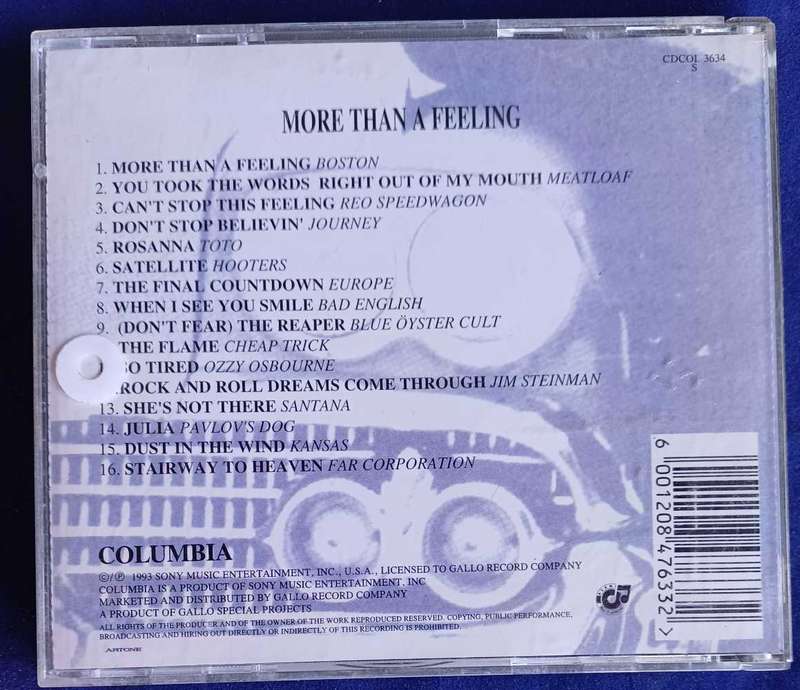 CDCOL 3634
S
MORE THAN A FEELING
1. MORE THAN A FEELING BOSTON
2. YOU TOOK THE WORDS RIGHT OUT OF MY MOUTH MEATLOAF
3. CAN'T STOP THIS FEELING REO SPEEDWAGON
4. DON'T STOP BELIEVIN' JOURNEY
5. ROSANNA TOTO
6. SATELLITE HOOTERS
7. THE FINAL COUNTDOWN EUROPE
8. WHEN I SEE YOU SMILE BAD ENGLISH
9. (DON'T FEAR) THE REAPER BLUE ÖYSTER CULT
THE FLAME CHEAP TRICK
SO TIRED OZZY OSBOURNE
ROCK AND ROLL DREAMS COME THROUGH JIM STEINMAN
13. SHE'S NOT THERE SANTANA
14. JULIA PAVLOV'S DOG
15. DUST IN THE WIND KANSAS
16. STAIRWAY TO HEAVEN FAR CORPORATION
COLUMBIA
©/℗ 1993 SONY MUSIC ENTERTAINMENT, INC., U.S.A., LICENSED TO GALLO RECORD COMPANY
COLUMBIA IS A PRODUCT OF SONY MUSIC ENTERTAINMENT. INC
MARKETED AND DISTRIBUTED BY GALLO RECORD COMPANY
A PRODUCT OF GALLO SPECIAL PROJECTS
ALL RIGHTS OF THE PRODUCER AND OF THE OWNER OF THE WORK REPRODUCED RESERVED. COPYING, PUBLIC PERFORMANCE,
BROADCASTING AND HIRING OUT DIRECTLY OR INDIRECTLY OF THIS RECORDING IS PROHIBITED.
ARTONE
6 001208 476332 >